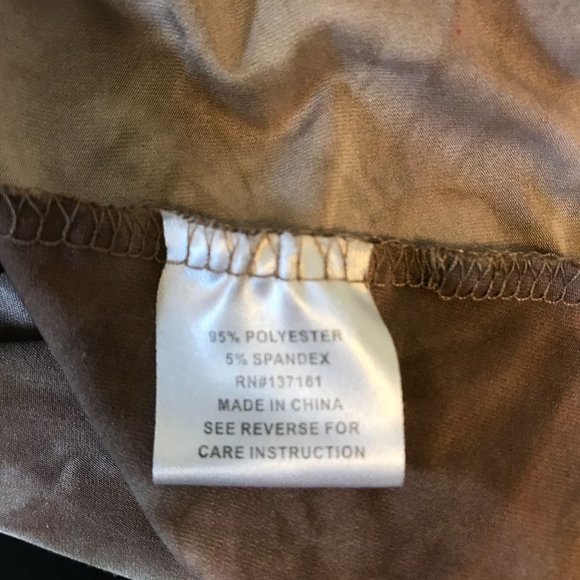 95% POLYESTER
5% SPANDEX
RN#137161
MADE IN CHINA
SEE REVERSE FOR
CARE INSTRUCTION